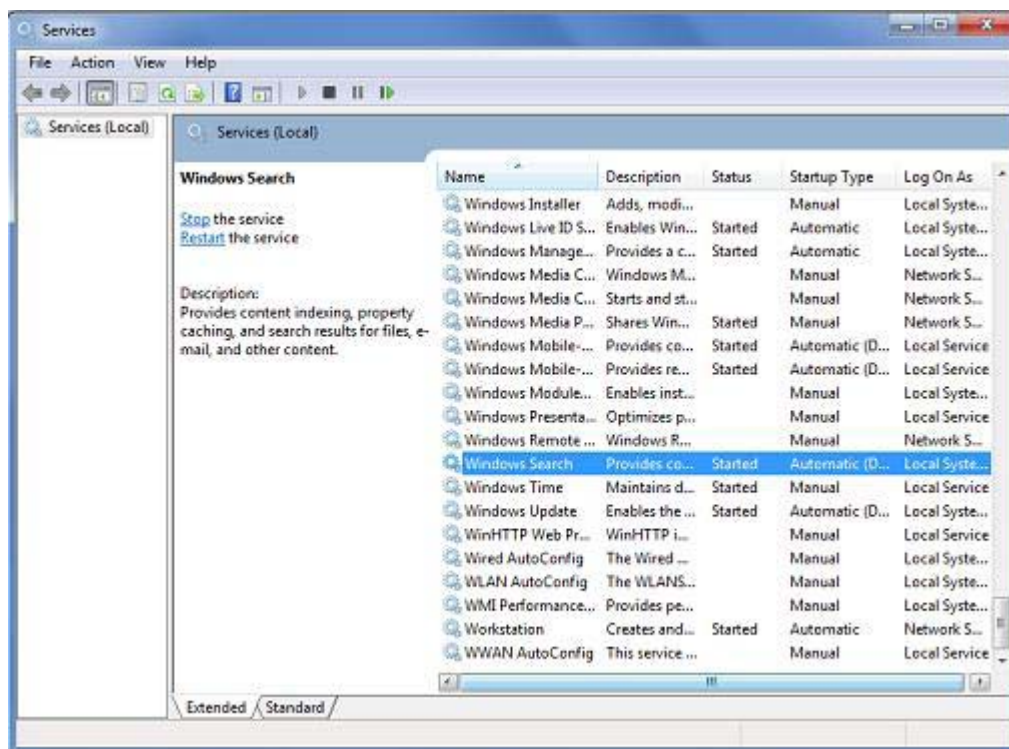 Services
File Action View Help
Services (Local)
Services (Local)
Windows Search
Stop the service
Restart the service
Description:
Provides content indexing, property
caching, and search results for files, e-
mail, and other content.
Name Description Status Startup Type Log On As
Windows Installer Adds, modi... Manual Local Syste...
Windows Live ID S... Enables Win... Started Automatic Local Syste...
Windows Manage... Provides a c... Started Automatic Local Syste...
Windows Media C... Windows M... Manual Network S...
Windows Media C... Starts and st... Manual Network S...
Windows Media P... Shares Win... Started Manual Network S...
Windows Mobile-... Provides co... Started Automatic (D... Local Service
Windows Mobile-... Provides re... Started Automatic (D... Local Service
Windows Module... Enables inst... Manual Local Syste...
Windows Presenta... Optimizes p... Manual Local Service
Windows Remote ... Windows R... Manual Network S...
Windows Search Provides co... Started Automatic (D... Local Syste...
Windows Time Maintains d... Started Manual Local Service
Windows Update Enables the ... Started Automatic (D... Local Syste...
WinHTTP Web Pr... WinHTTP i... Manual Local Service
Wired AutoConfig The Wired ... Manual Local Syste...
WLAN AutoConfig The WLANS... Manual Local Syste...
WMI Performance... Provides pe... Manual Local Syste...
Workstation Creates and... Started Automatic Network S...
WWAN AutoConfig This service ... Manual Local Service
Extended Standard